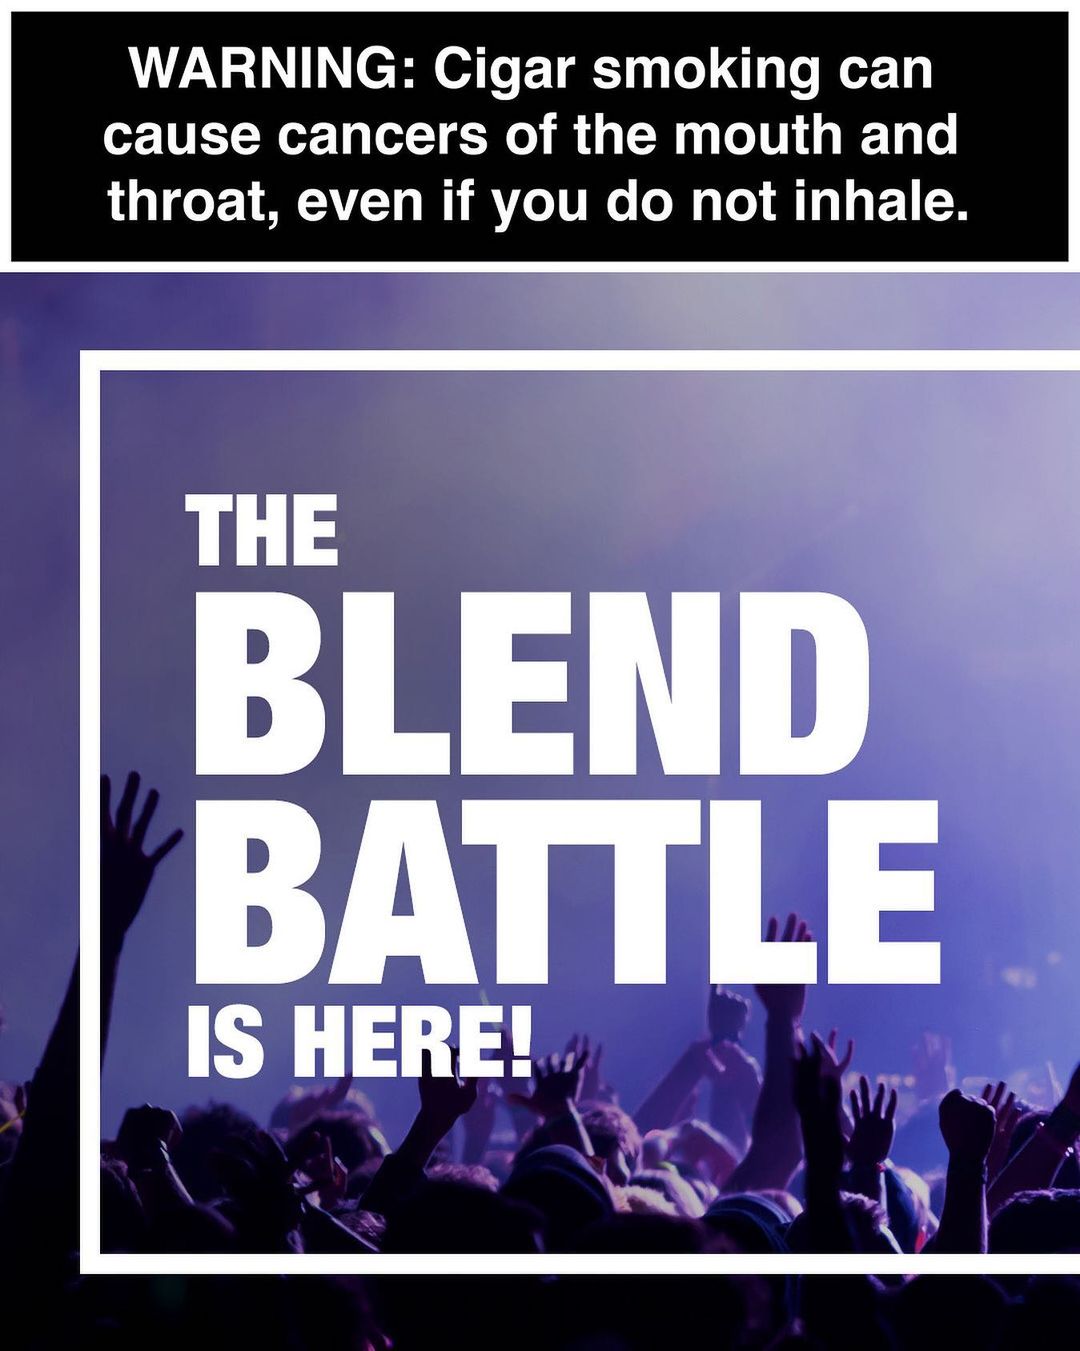 WARNING: Cigar smoking can
cause cancers of the mouth and
throat, even if you do not inhale.
THE
BLEND
BATTLE
IS HERE!